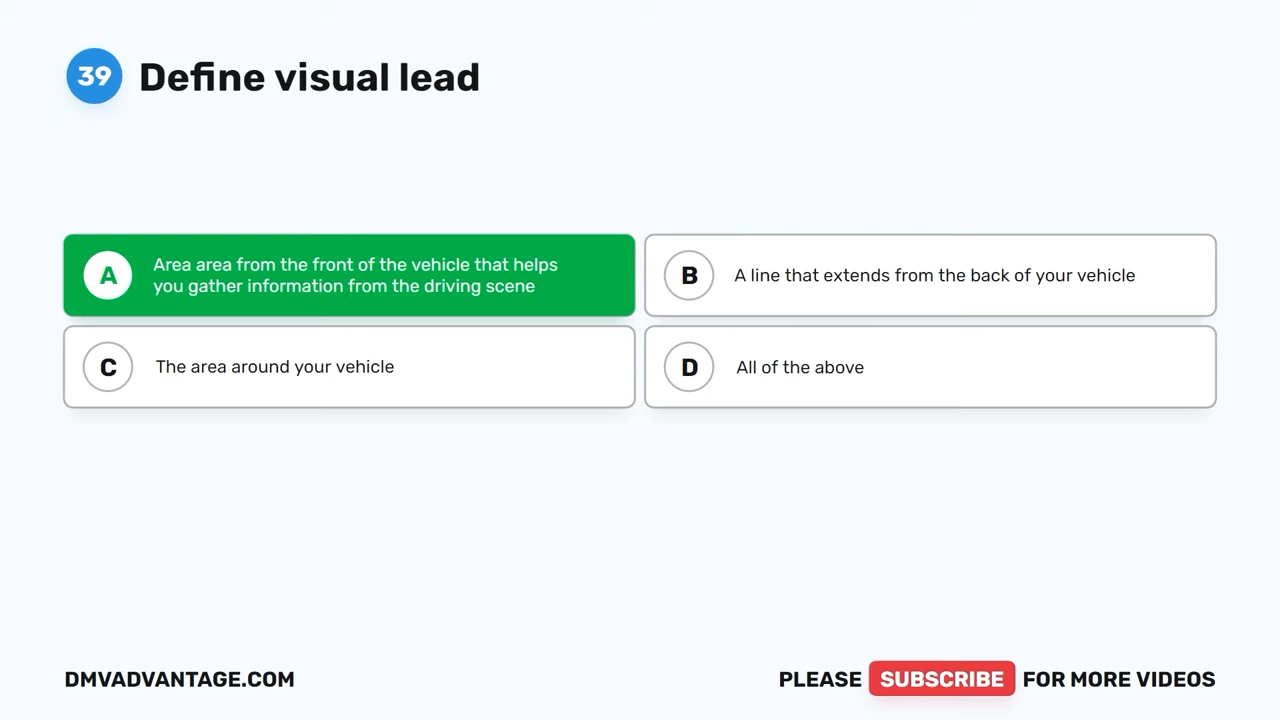 39 Define visual lead
A Area area from the front of the vehicle that helps
you gather information from the driving scene
B A line that extends from the back of your vehicle
C The area around your vehicle
D All of the above
DMVADVANTAGE.COM
PLEASE SUBSCRIBE FOR MORE VIDEOS